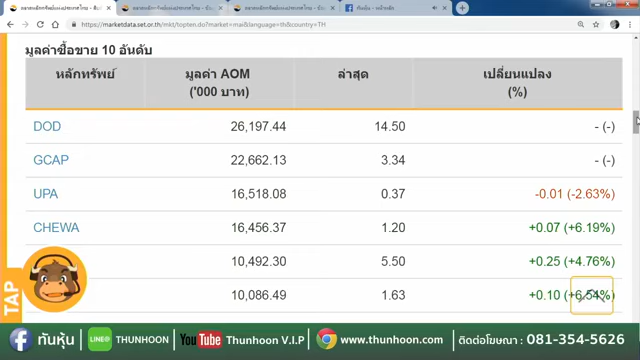 https://marketdata.set.or.th/mkt/topten.do?market=mai&language=th&country=TH
มูลค่าซื้อขาย 10 อันดับ
หลักทรัพย์ มูลค่า AOM ('000 บาท) ล่าสุด เปลี่ยนแปลง (%)
DOD 26,197.44 14.50 - (-)
GCAP 22,662.13 3.34 - (-)
UPA 16,518.08 0.37 -0.01 (-2.63%)
CHEWA 16,456.37 1.20 +0.07 (+6.19%)
10,492.30 5.50 +0.25 (+4.76%)
10,086.49 1.63 +0.10 (+6.54%)
TAP
ทันหุ้น LINE@ THUNHOON YouTube Thunhoon V.I.P www.thunhoon.com ติดต่อโฆษณา : 081-354-5626